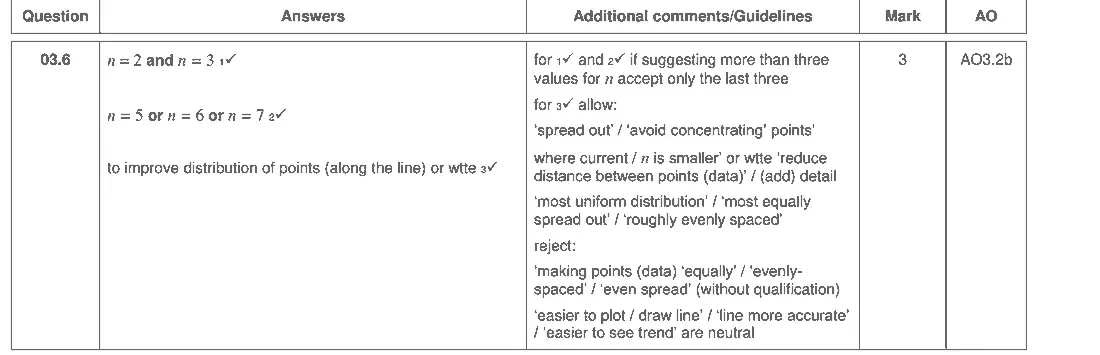 Question Answers Additional comments/Guidelines Mark AO
03.6 n = 2 and n = 3 1✓ for 1✓ and 2✓ if suggesting more than three 3 AO3.2b
values for n accept only the last three
for 3✓ allow:
n = 5 or n = 6 or n = 7 2✓
'spread out' / 'avoid concentrating' points'
where current / n is smaller' or wtte 'reduce
to improve distribution of points (along the line) or wtte 3✓
distance between points (data)' / (add) detail
'most uniform distribution' / 'most equally
spread out' / 'roughly evenly spaced'
reject:
'making points (data) 'equally' / 'evenly-
spaced' / 'even spread' (without qualification)
'easier to plot / draw line' / 'line more accurate'
/ 'easier to see trend' are neutral